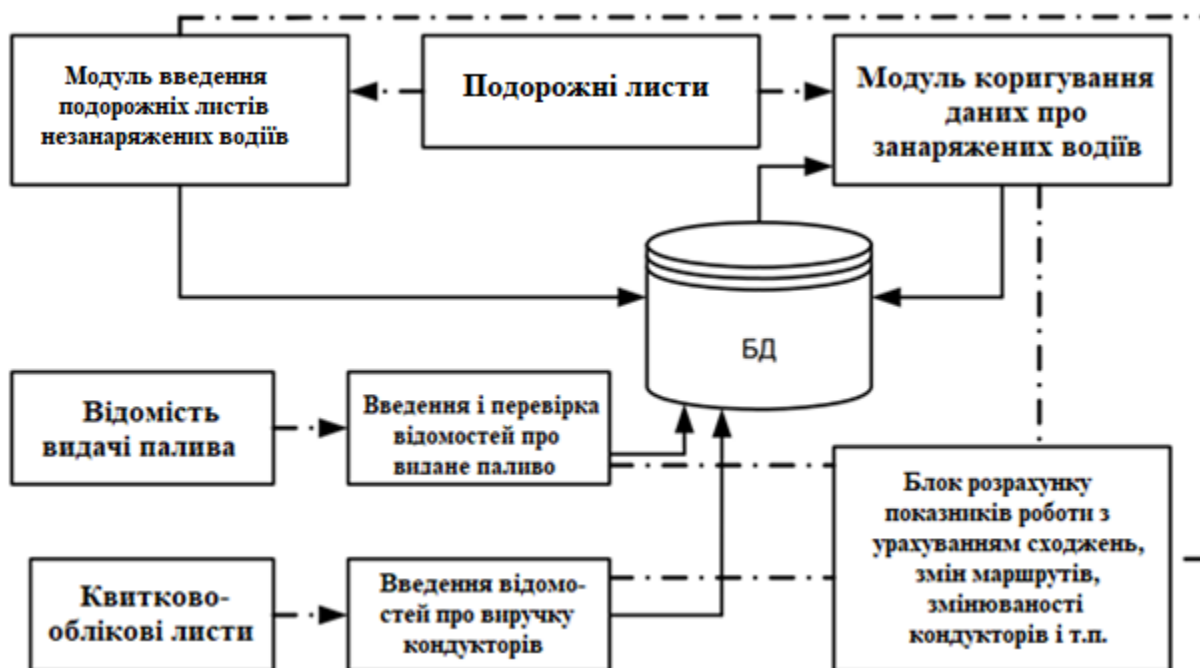 Модуль введення
подорожніх листів
незанаряжених водіїв
Подорожні листи
Модуль коригування
даних про
занаряжених водіїв
БД
Відомість
видачі палива
Введення і перевірка
відомостей про
видане паливо
Блок розрахунку
показників роботи з
урахуванням сходжень,
змін маршрутів,
змінюваності
кондукторів і т.п.
Квитково-
облікові листи
Введення відомо-
стей про виручку
кондукторів